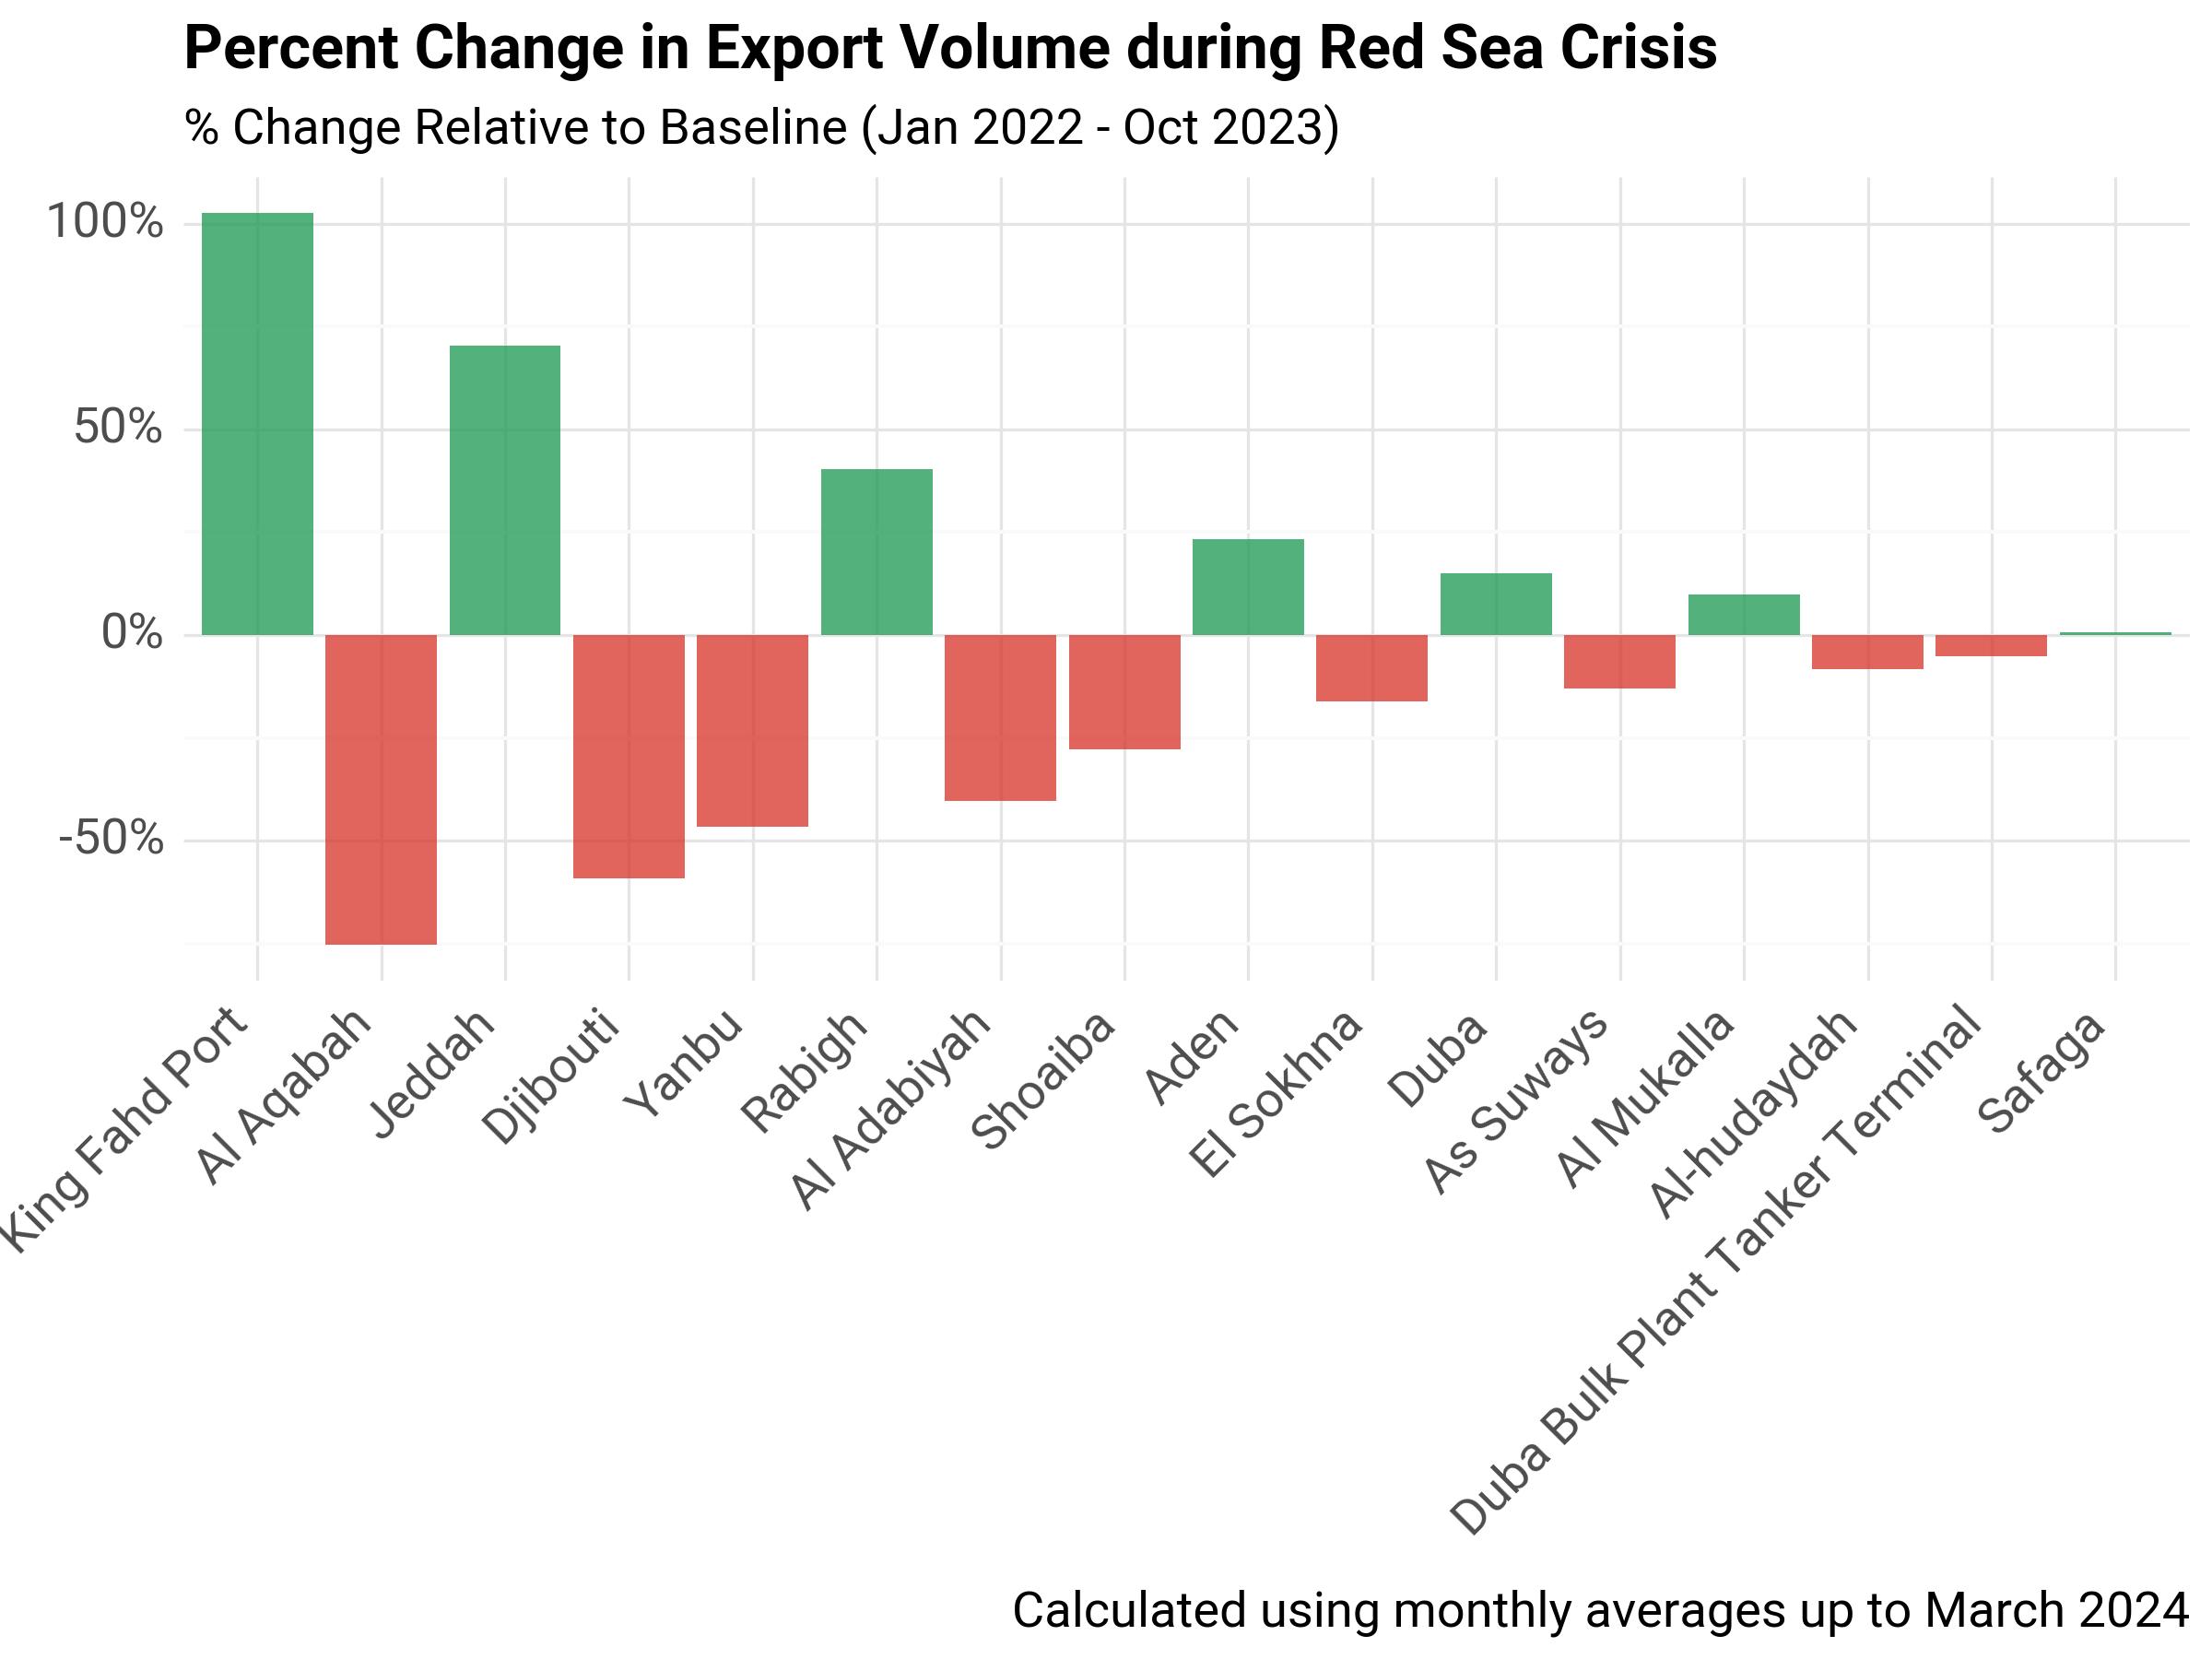 Percent Change in Export Volume during Red Sea Crisis
% Change Relative to Baseline (Jan 2022 - Oct 2023)
100%
50%
0%
-50%
King Fahd Port
Al Aqabah
Jeddah
Djibouti
Yanbu
Rabigh
Al Adabiyah
Shoaiba
Aden
El Sokhna
Duba
As Suways
Al Mukalla
Al-hudaydah
Duba Bulk Plant Tanker Terminal
Safaga
Calculated using monthly averages up to March 2024